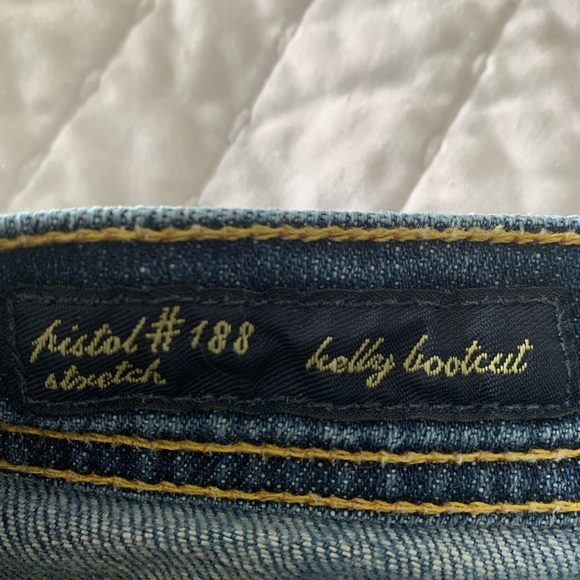 pistol # 188 kelly bootcut
stretch